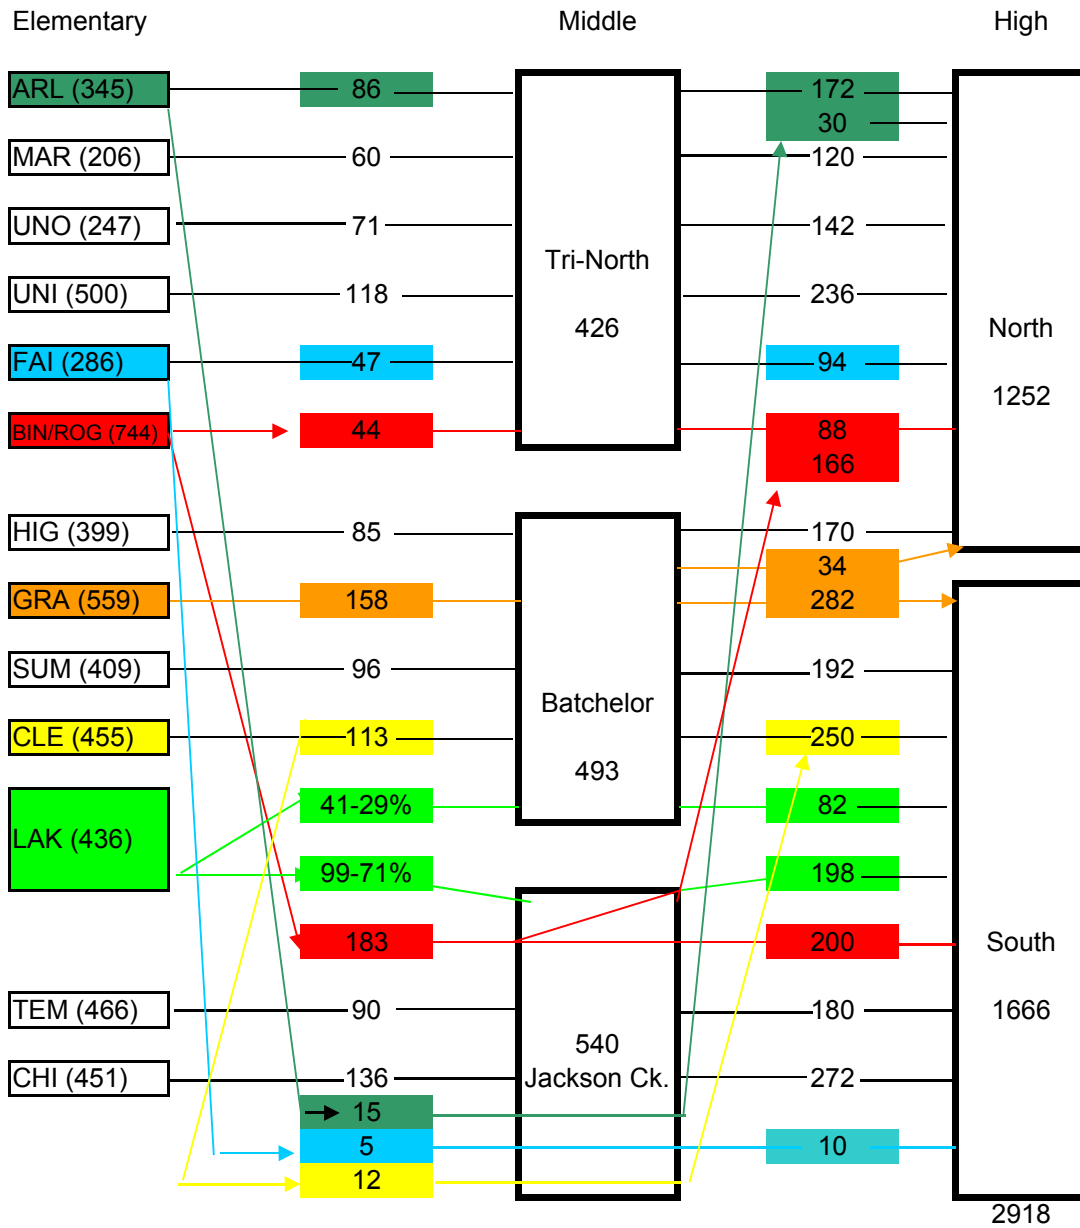 Elementary Middle High
ARL (345) 86 172
30
MAR (206) 60 120
UNO (247) 71 142
Tri-North
UNI (500) 118 236
426
North
FAI (286) 47 94
1252
BIN/ROG (744) 44 88
166
HIG (399) 85 170
34
GRA (559) 158 282
SUM (409) 96 192
Batchelor
CLE (455) 113 250
493
41-29% 82
LAK (436)
99-71% 198
183 200 South
TEM (466) 90 180 1666
540
CHI (451) 136 Jackson Ck. 272
15
5 10
12
2918